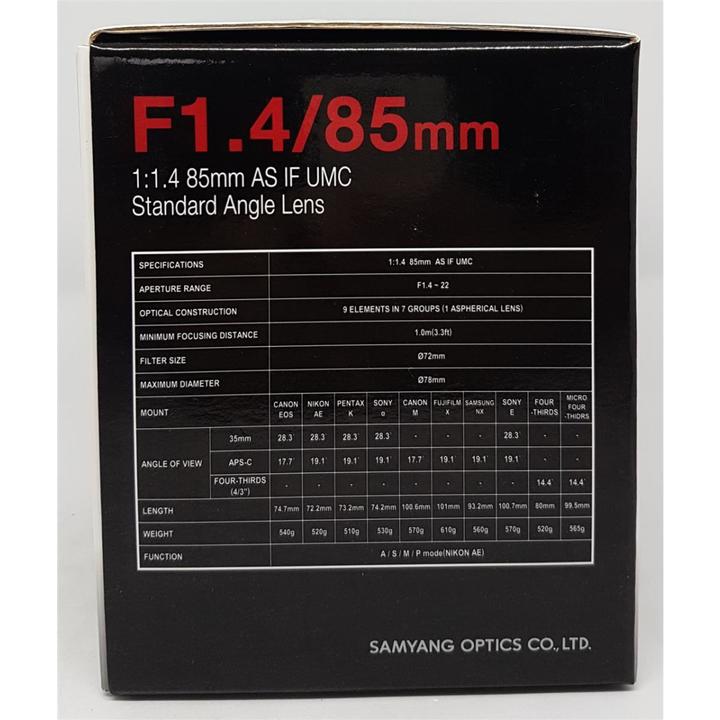 F1.4/85mm
1:1.4 85mm AS IF UMC
Standard Angle Lens
SPECIFICATIONS 1:1.4 85mm AS IF UMC
APERTURE RANGE F1.4 ~ 22
OPTICAL CONSTRUCTION 9 ELEMENTS IN 7 GROUPS (1 ASPHERICAL LENS)
MINIMUM FOCUSING DISTANCE 1.0m(3.3ft)
FILTER SIZE Ø72mm
MAXIMUM DIAMETER Ø78mm
MOUNT CANON EOS NIKON AE PENTAX K SONY α CANON M FUJIFILM X SAMSUNG NX SONY E FOUR -THIRDS MICRO FOUR -THIDRS
ANGLE OF VIEW 35mm 28.3˚ 28.3˚ 28.3˚ 28.3˚ - - - 28.3˚ - -
APS-C 17.7˚ 19.1˚ 19.1˚ 19.1˚ 17.7˚ 19.1˚ 19.1˚ 19.1˚ - -
FOUR-THIRDS (4/3") - - - - - - - - 14.4˚ 14.4˚
LENGTH 74.7mm 72.2mm 73.2mm 74.2mm 100.6mm 101mm 93.2mm 100.7mm 80mm 99.5mm
WEIGHT 540g 520g 510g 530g 570g 610g 560g 570g 520g 565g
FUNCTION A / S / M / P mode(NIKON AE)
SAMYANG OPTICS CO., LTD.